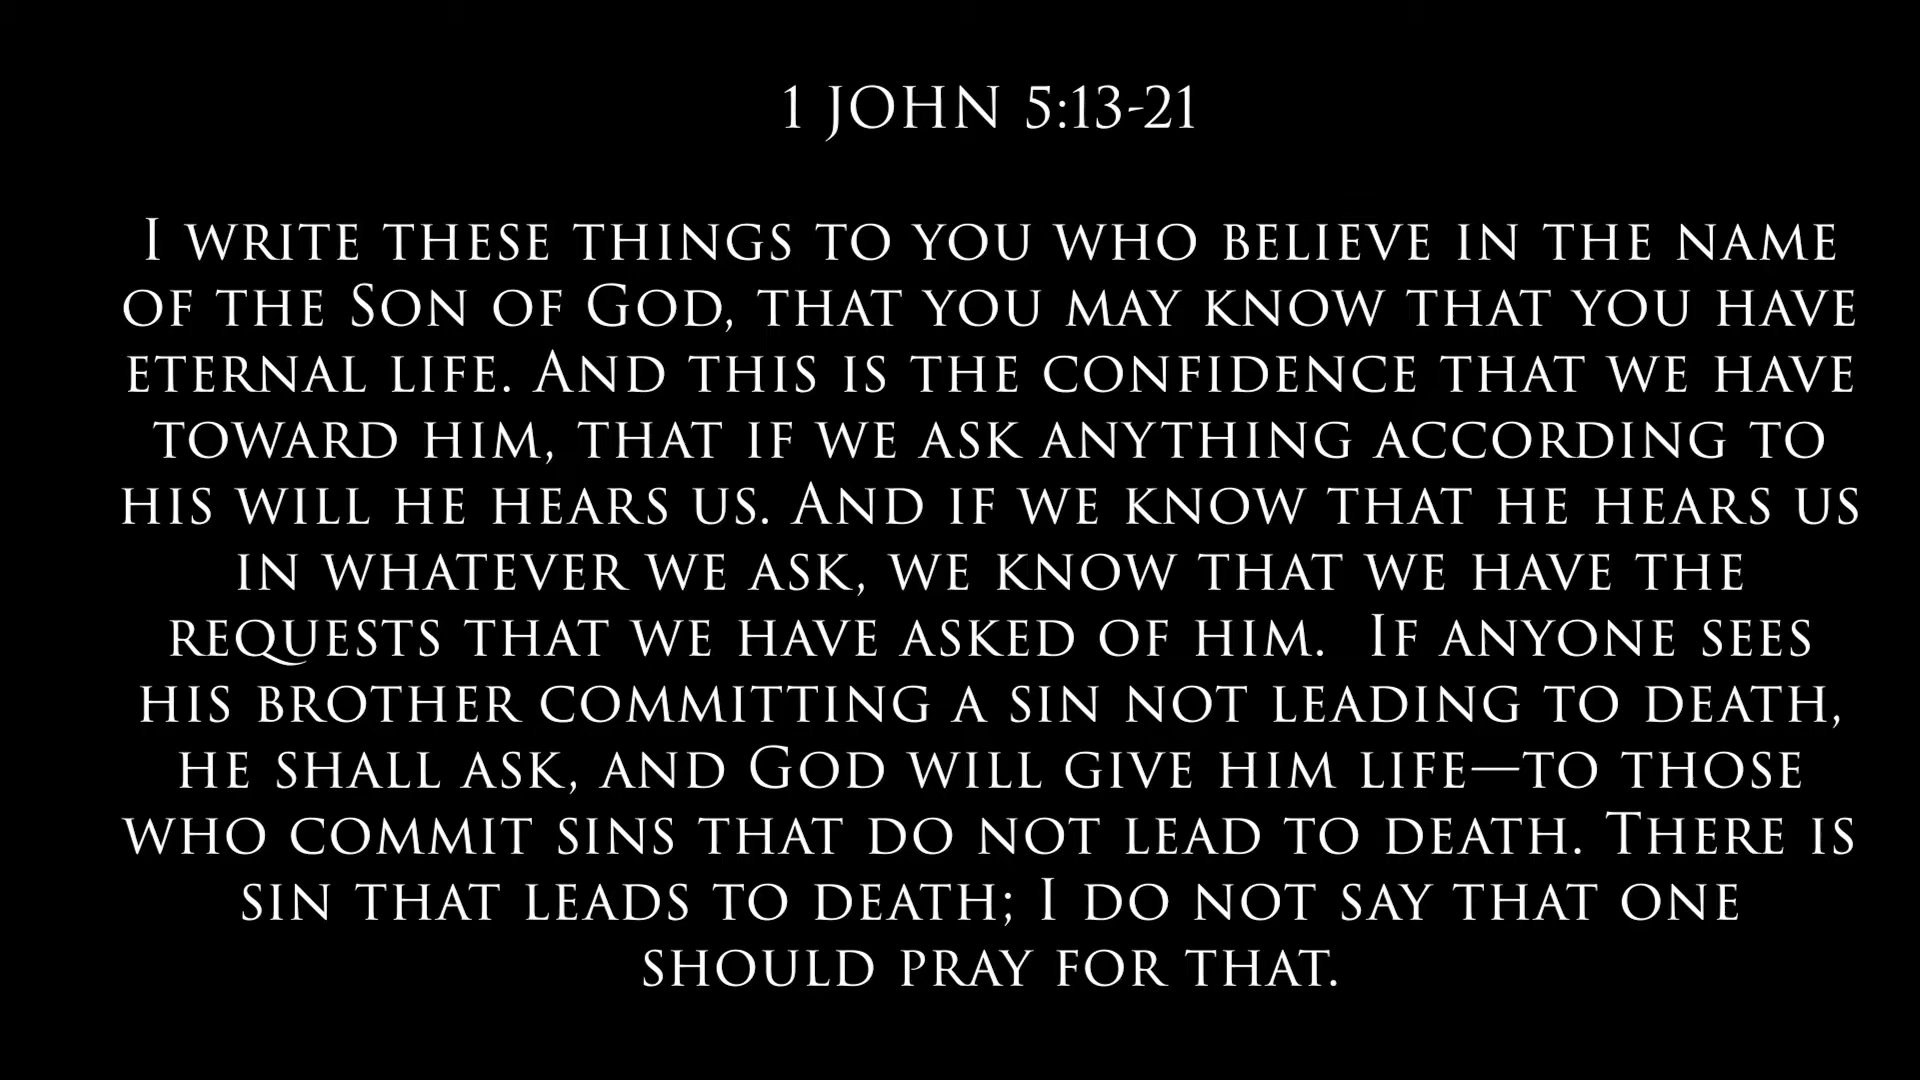 1 JOHN 5:13-21
I WRITE THESE THINGS TO YOU WHO BELIEVE IN THE NAME
OF THE SON OF GOD, THAT YOU MAY KNOW THAT YOU HAVE
ETERNAL LIFE. AND THIS IS THE CONFIDENCE THAT WE HAVE
TOWARD HIM, THAT IF WE ASK ANYTHING ACCORDING TO
HIS WILL HE HEARS US. AND IF WE KNOW THAT HE HEARS US
IN WHATEVER WE ASK, WE KNOW THAT WE HAVE THE
REQUESTS THAT WE HAVE ASKED OF HIM.  IF ANYONE SEES
HIS BROTHER COMMITTING A SIN NOT LEADING TO DEATH,
HE SHALL ASK, AND GOD WILL GIVE HIM LIFE—TO THOSE
WHO COMMIT SINS THAT DO NOT LEAD TO DEATH. THERE IS
SIN THAT LEADS TO DEATH; I DO NOT SAY THAT ONE
SHOULD PRAY FOR THAT.